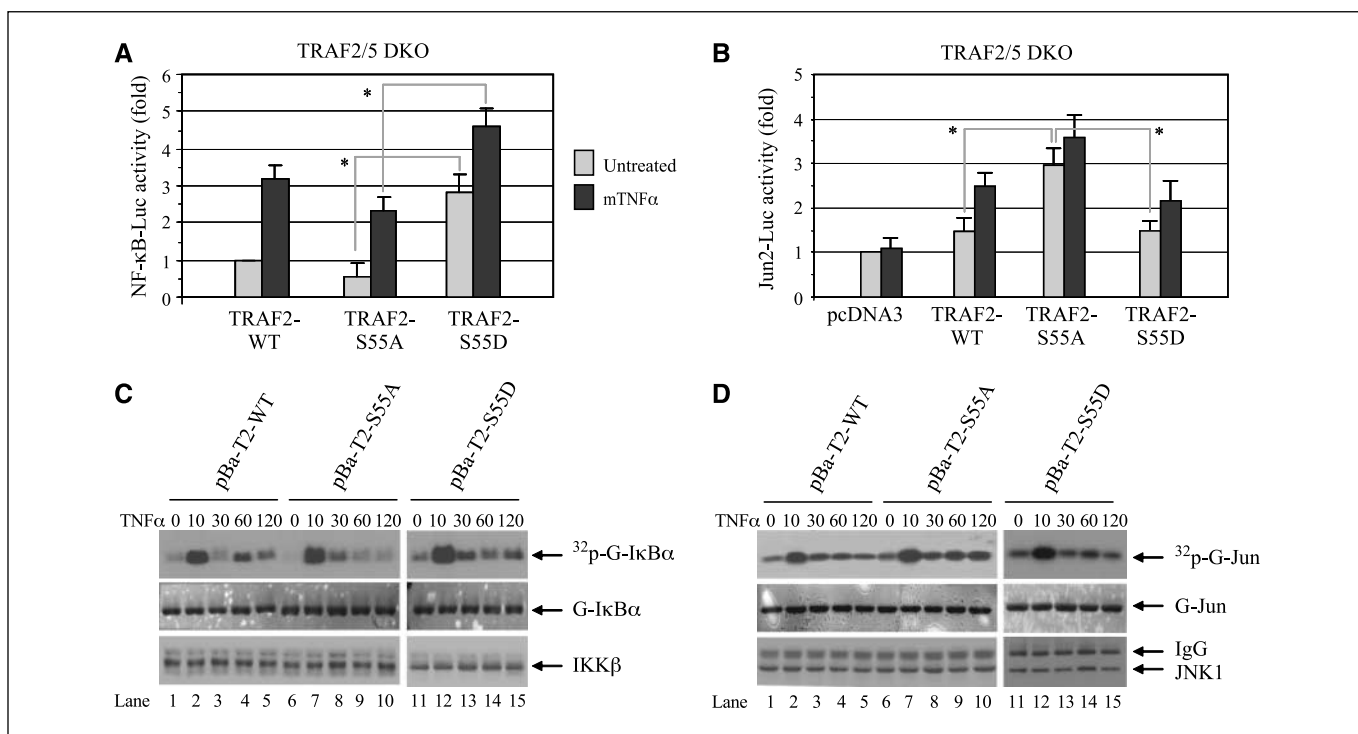 A
TRAF2/5 DKO
NF-κB-Luc activity (fold)
6
5
4
3
2
1
0
TRAF2-WT
TRAF2-S55A
TRAF2-S55D
*
*
Untreated
mTNFα
B
TRAF2/5 DKO
Jun2-Luc activity (fold)
5
4
3
2
1
0
pcDNA3
TRAF2-WT
TRAF2-S55A
TRAF2-S55D
*
*
C
pBa-T2-WT
pBa-T2-S55A
pBa-T2-S55D
TNFα 0 10 30 60 120 0 10 30 60 120 0 10 30 60 120
³²p-G-IκBα
G-IκBα
IKKβ
Lane 1 2 3 4 5 6 7 8 9 10 11 12 13 14 15
D
pBa-T2-WT
pBa-T2-S55A
pBa-T2-S55D
TNFα 0 10 30 60 120 0 10 30 60 120 0 10 30 60 120
³²p-G-Jun
G-Jun
IgG
JNK1
Lane 1 2 3 4 5 6 7 8 9 10 11 12 13 14 15